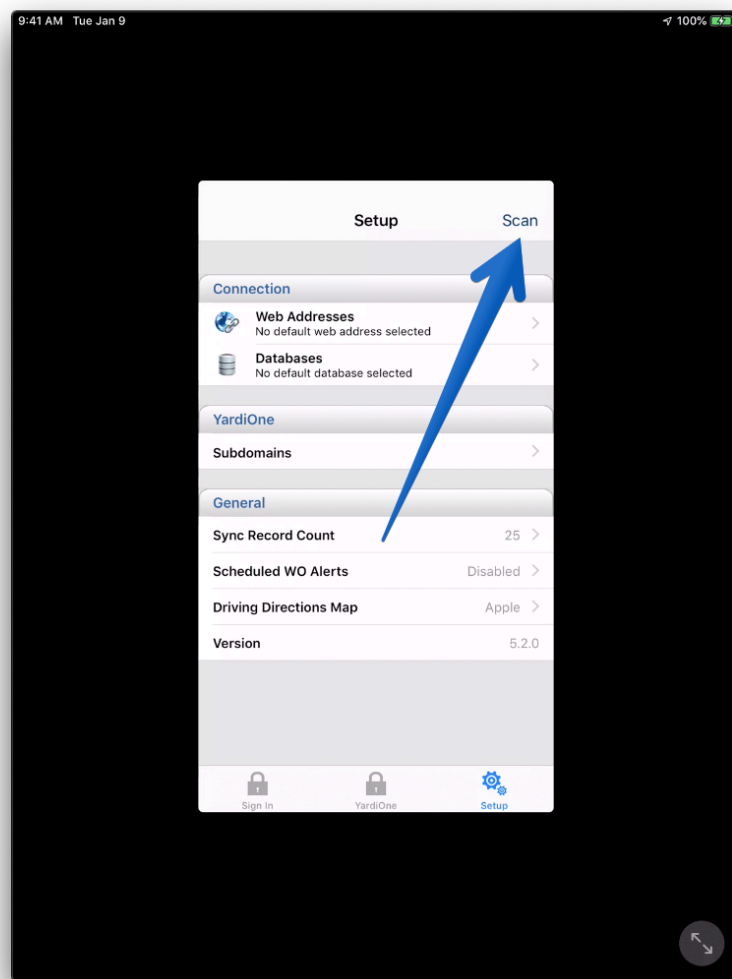 9:41 AM Tue Jan 9 100%
Setup Scan
Connection
Web Addresses
No default web address selected
Databases
No default database selected
YardiOne
Subdomains
General
Sync Record Count 25
Scheduled WO Alerts Disabled
Driving Directions Map Apple
Version 5.2.0
Sign In YardiOne Setup